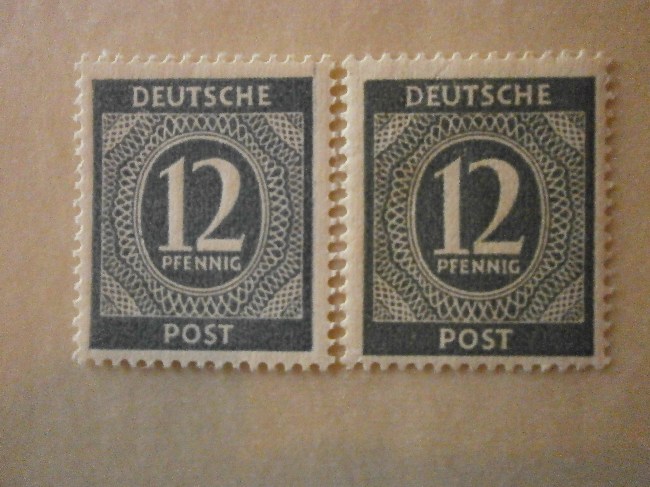 DEUTSCHE
12
PFENNIG
POST
DEUTSCHE
12
PFENNIG
POST